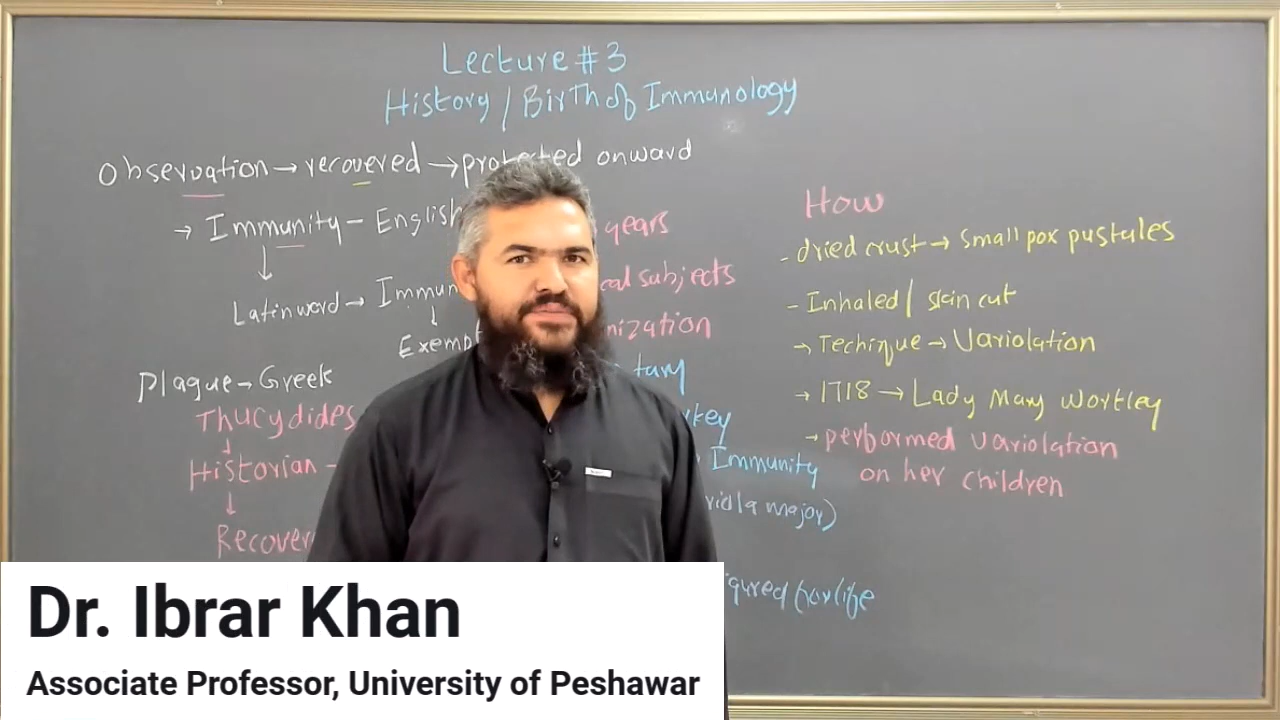 Lecture #3
History / Birth of Immunology
Observation → recovered → protected onward
→ Immunity - English
↓
Latin word → Immun
↓
Exempt
Plague → Greek
Thucydides
↓
Historian -
↓
Recover
years
cal subjects
nization
tary
key
Immunity
riola major)
igured for life
How
- dried crust → small pox pustules
- Inhaled / skin cut
→ Techique → Variolation
→ 1718 → Lady Mary Wortley
→ performed variolation
on her children
Dr. Ibrar Khan
Associate Professor, University of Peshawar